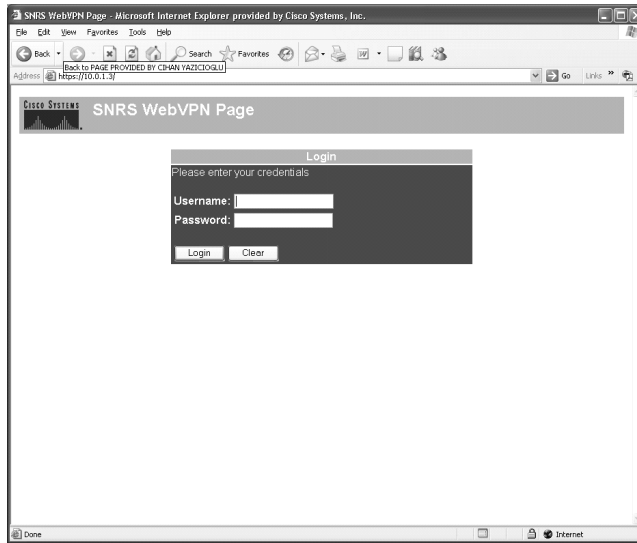 SNRS WebVPN Page - Microsoft Internet Explorer provided by Cisco Systems, Inc.
File Edit View Favorites Tools Help
Back Search Favorites
Back to PAGE PROVIDED BY CIHAN YAZICIOGLU
Address https://10.0.1.3/ Go Links »
CISCO SYSTEMS
SNRS WebVPN Page
Login
Please enter your credentials
Username:
Password:
Login Clear
Done Internet